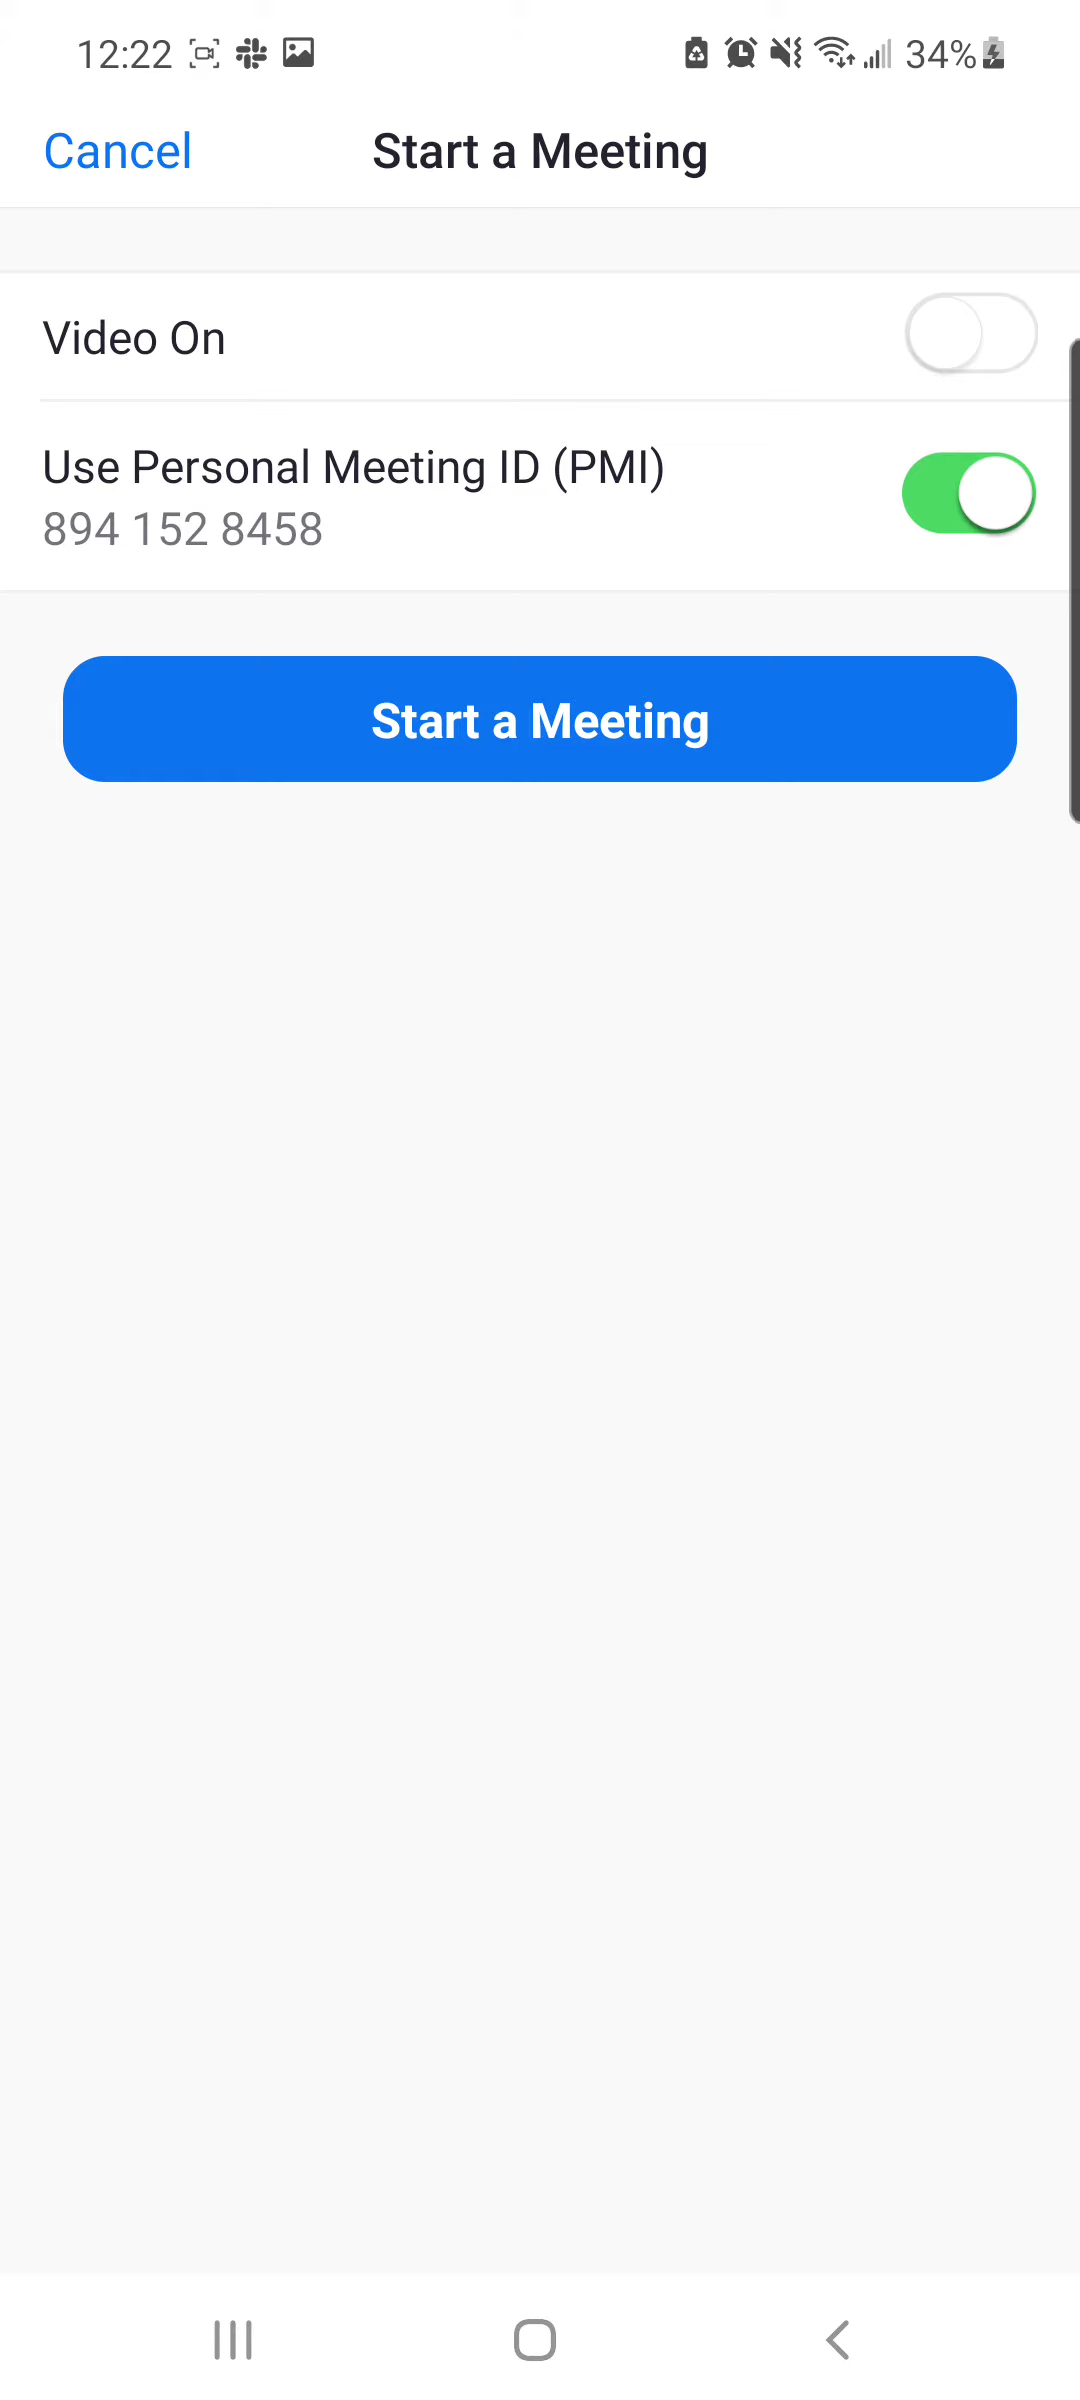 12:22 34%
Cancel Start a Meeting
Video On
Use Personal Meeting ID (PMI)
894 152 8458
Start a Meeting